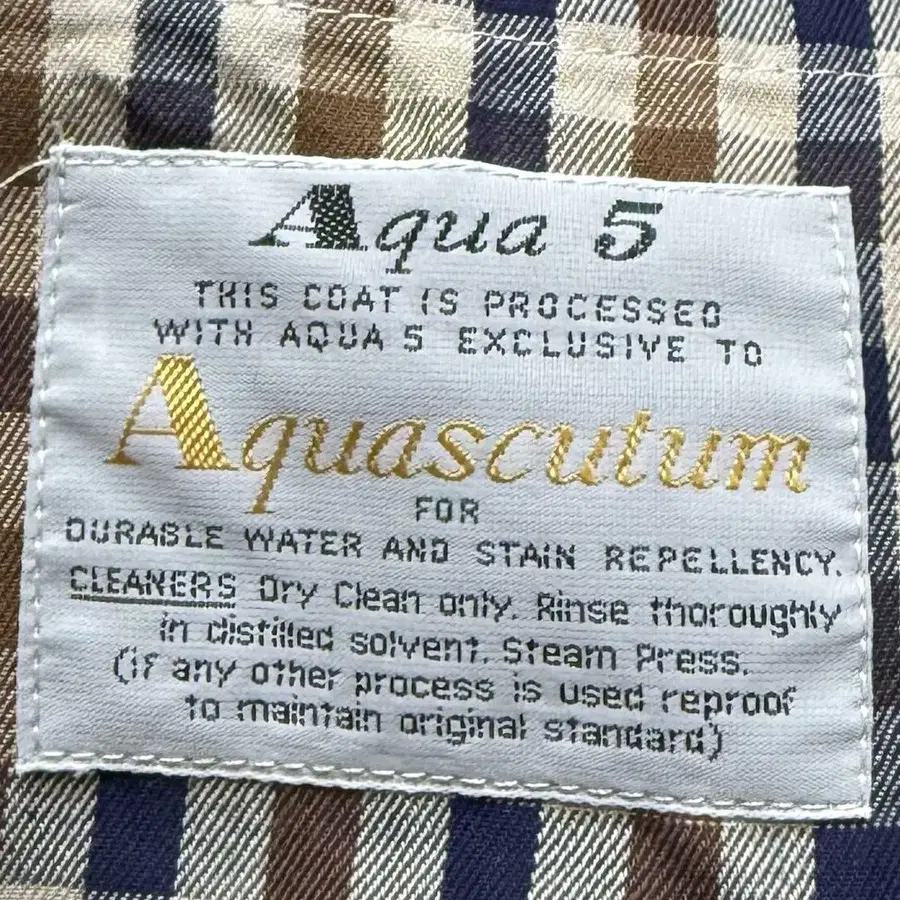 Aqua 5
THIS COAT IS PROCESSED
WITH AQUA 5 EXCLUSIVE TO
Aquascutum
FOR
DURABLE WATER AND STAIN REPELLENCY.
CLEANERS Dry Clean only. Rinse thoroughly
in distilled solvent. Steam Press.
(if any other process is used reproof
to maintain original standard)